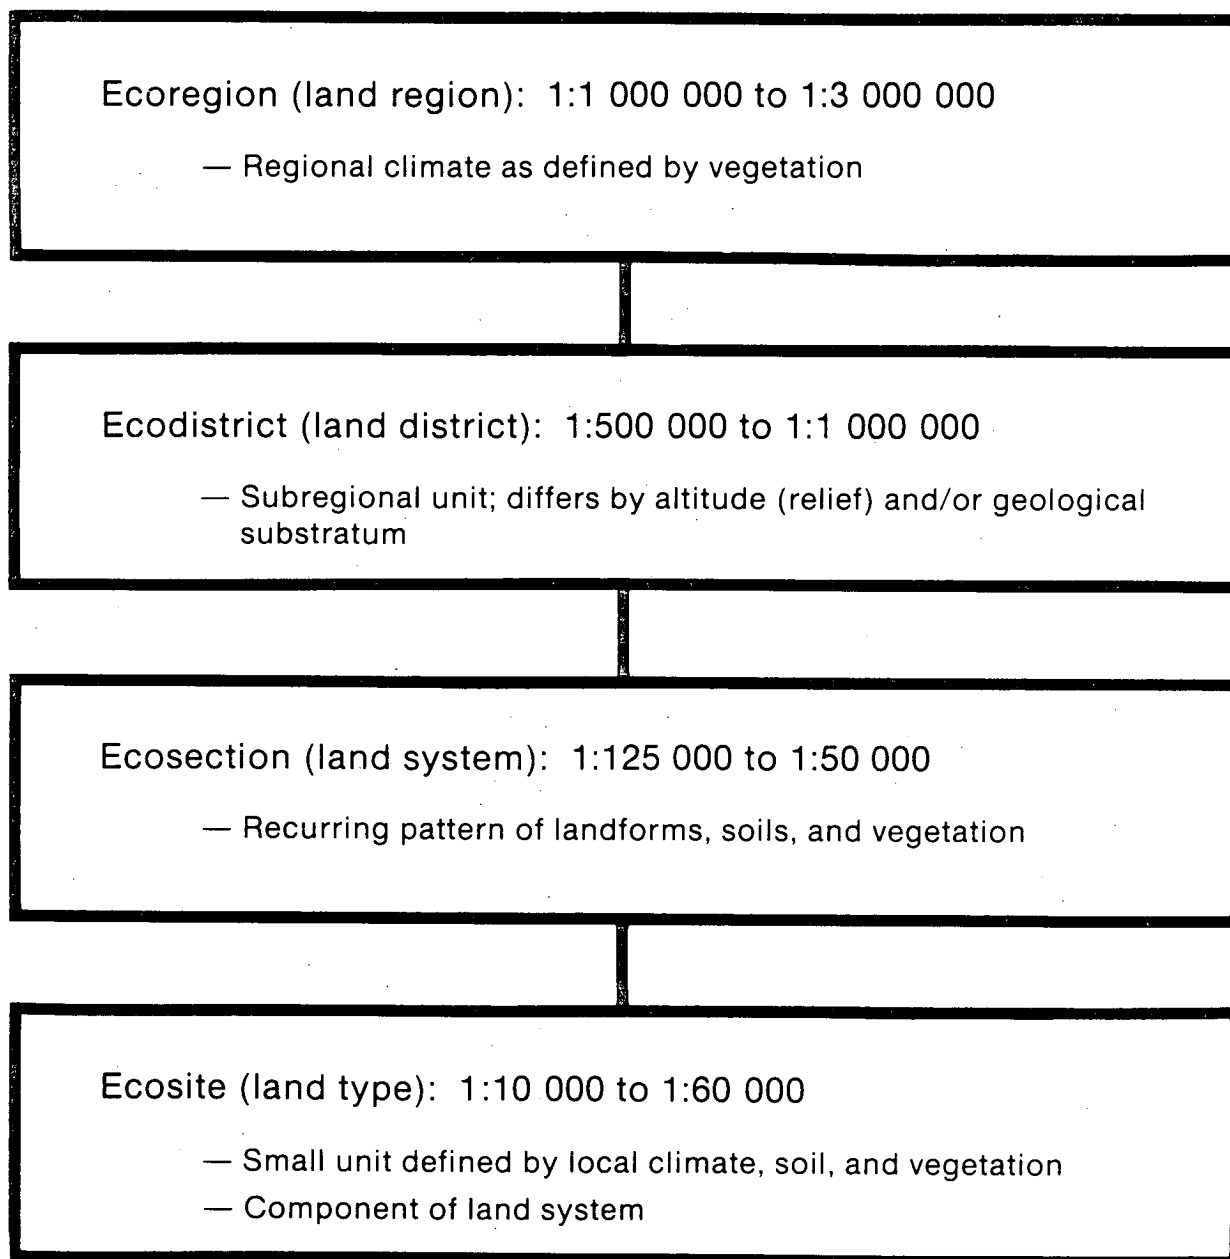 Ecoregion (land region): 1:1 000 000 to 1:3 000 000
— Regional climate as defined by vegetation
Ecodistrict (land district): 1:500 000 to 1:1 000 000
— Subregional unit; differs by altitude (relief) and/or geological
substratum
Ecosection (land system): 1:125 000 to 1:50 000
— Recurring pattern of landforms, soils, and vegetation
Ecosite (land type): 1:10 000 to 1:60 000
— Small unit defined by local climate, soil, and vegetation
— Component of land system